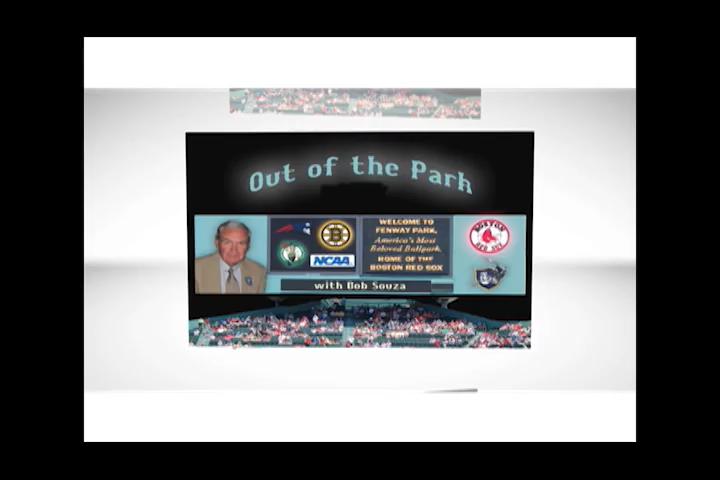 Out of the Park
WELCOME TO
FENWAY PARK,
America's Most
Beloved Ballpark.
HOME OF THE
BOSTON RED SOX
B
NCAA
BOSTON
RED SOX
with Bob Souza